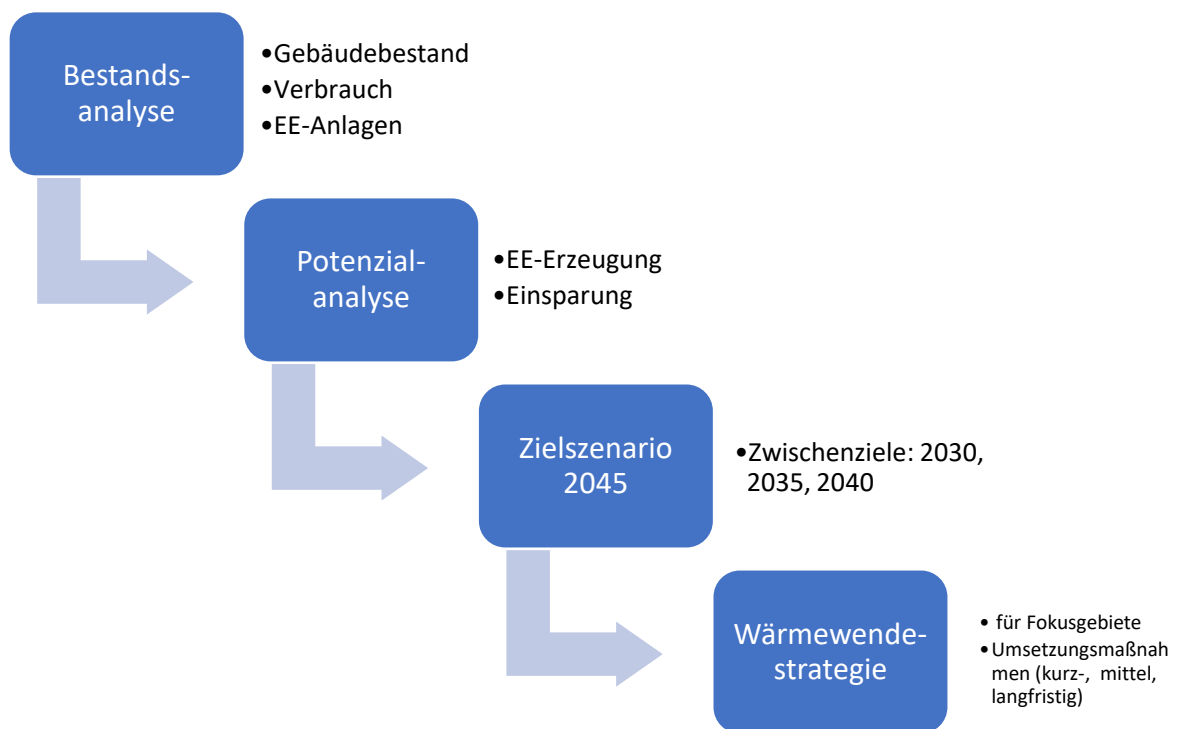 Bestands-
analyse
•Gebäudebestand
•Verbrauch
•EE-Anlagen
Potenzial-
analyse
•EE-Erzeugung
•Einsparung
Zielszenario
2045
•Zwischenziele: 2030,
2035, 2040
Wärmewende-
strategie
• für Fokusgebiete
•Umsetzungsmaßnah
men (kurz-, mittel,
langfristig)